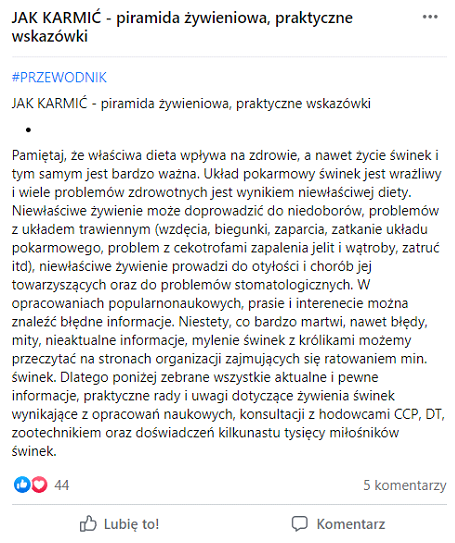 JAK KARMIĆ - piramida żywieniowa, praktyczne
wskazówki
#PRZEWODNIK
JAK KARMIĆ - piramida żywieniowa, praktyczne wskazówki
•
Pamiętaj, że właściwa dieta wpływa na zdrowie, a nawet życie świnek i
tym samym jest bardzo ważna. Układ pokarmowy świnek jest wrażliwy
i wiele problemów zdrowotnych jest wynikiem niewłaściwej diety.
Niewłaściwe żywienie może doprowadzić do niedoborów, problemów
z układem trawiennym (wzdęcia, biegunki, zaparcia, zatkanie układu
pokarmowego, problem z cekotrofami zapalenia jelit i wątroby, zatruć
itd), niewłaściwe żywienie prowadzi do otyłości i chorób jej
towarzyszących oraz do problemów stomatologicznych. W
opracowaniach popularnonaukowych, prasie i interenecie można
znaleźć błędne informacje. Niestety, co bardzo martwi, nawet błędy,
mity, nieaktualne informacje, mylenie świnek z królikami możemy
przeczytać na stronach organizacji zajmujących się ratowaniem min.
świnek. Dlatego poniżej zebrane wszystkie aktualne i pewne
informacje, praktyczne rady i uwagi dotyczące żywienia świnek
wynikające z opracowań naukowych, konsultacji z hodowcami CCP, DT,
zootechnikiem oraz doświadczeń kilkunastu tysięcy miłośników
świnek.
44
5 komentarzy
Lubię to!
Komentarz